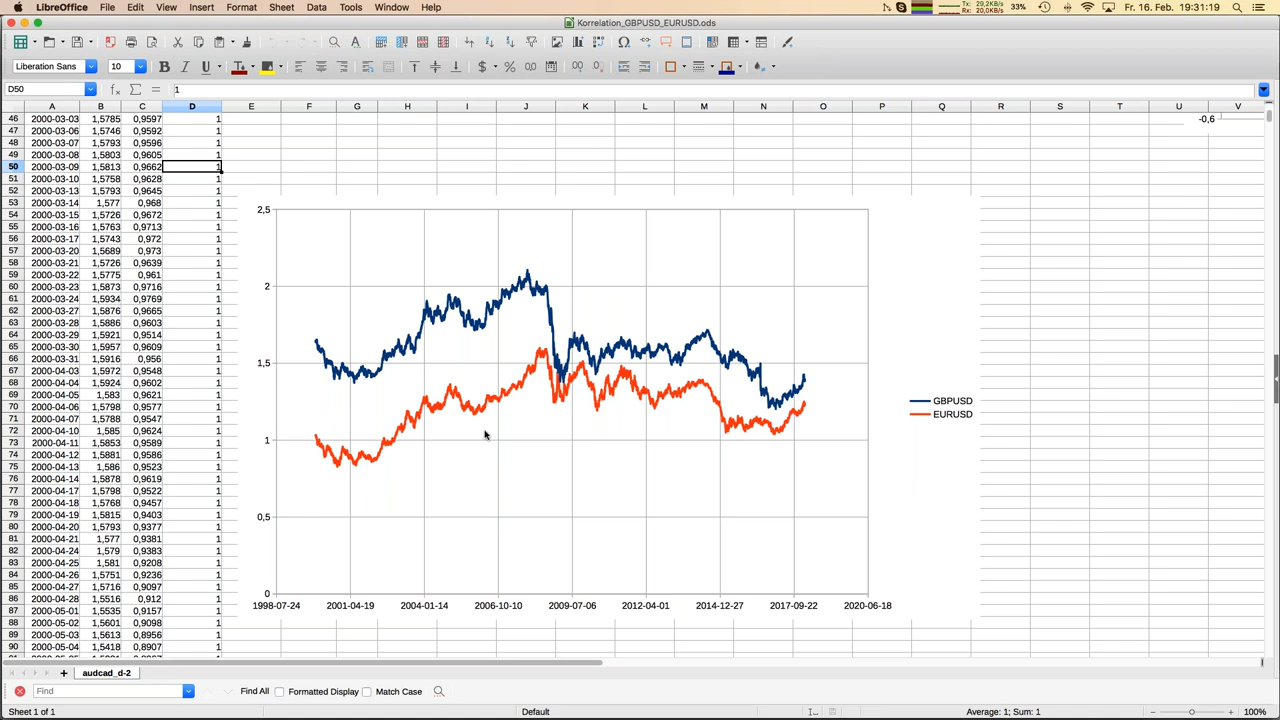 LibreOffice File Edit View Insert Format Sheet Data Tools Window Help Tx: 29,2KB/s Rx: 20,0KB/s 33% Fr. 16. Feb. 19:31:19
Korrelation_GBPUSD_EURUSD.ods
Liberation Sans 10
D50 1
A B C D E F G H I J K L M N O P Q R S T U V
46 2000-03-03 1,5785 0,9597 1 -0,6
47 2000-03-06 1,5746 0,9592 1
48 2000-03-07 1,5793 0,9596 1
49 2000-03-08 1,5803 0,9605 1
50 2000-03-09 1,5813 0,9662 1
51 2000-03-10 1,5758 0,9628 1
52 2000-03-13 1,5793 0,9645 1
53 2000-03-14 1,577 0,968 1
54 2000-03-15 1,5726 0,9672 1
55 2000-03-16 1,5763 0,9713 1
56 2000-03-17 1,5743 0,972 1
57 2000-03-20 1,5689 0,973 1
58 2000-03-21 1,5726 0,9639 1
59 2000-03-22 1,5775 0,961 1
60 2000-03-23 1,5873 0,9716 1
61 2000-03-24 1,5934 0,9769 1
62 2000-03-27 1,5876 0,9665 1
63 2000-03-28 1,5886 0,9603 1
64 2000-03-29 1,5921 0,9514 1
65 2000-03-30 1,5957 0,9609 1
66 2000-03-31 1,5916 0,956 1
67 2000-04-03 1,5972 0,9548 1
68 2000-04-04 1,5924 0,9602 1
69 2000-04-05 1,583 0,9621 1
70 2000-04-06 1,5798 0,9577 1
71 2000-04-07 1,5788 0,9547 1
72 2000-04-10 1,585 0,9624 1
73 2000-04-11 1,5853 0,9589 1
74 2000-04-12 1,5881 0,9586 1
75 2000-04-13 1,586 0,9523 1
76 2000-04-14 1,5878 0,9619 1
77 2000-04-17 1,5798 0,9522 1
78 2000-04-18 1,5768 0,9457 1
79 2000-04-19 1,5815 0,9403 1
80 2000-04-20 1,5793 0,9377 1
81 2000-04-21 1,577 0,9381 1
82 2000-04-24 1,579 0,9383 1
83 2000-04-25 1,581 0,9208 1
84 2000-04-26 1,5751 0,9236 1
85 2000-04-27 1,5716 0,9097 1
86 2000-04-28 1,5516 0,912 1
87 2000-05-01 1,5535 0,9157 1
88 2000-05-02 1,5601 0,9098 1
89 2000-05-03 1,5613 0,8956 1
90 2000-05-04 1,5418 0,8907 1
2,5
2
1,5
1
0,5
0
1998-07-24 2001-04-19 2004-01-14 2006-10-10 2009-07-06 2012-04-01 2014-12-27 2017-09-22 2020-06-18
GBPUSD
EURUSD
audcad_d-2
Find Find All Formatted Display Match Case
Sheet 1 of 1 Default Average: 1; Sum: 1 100%